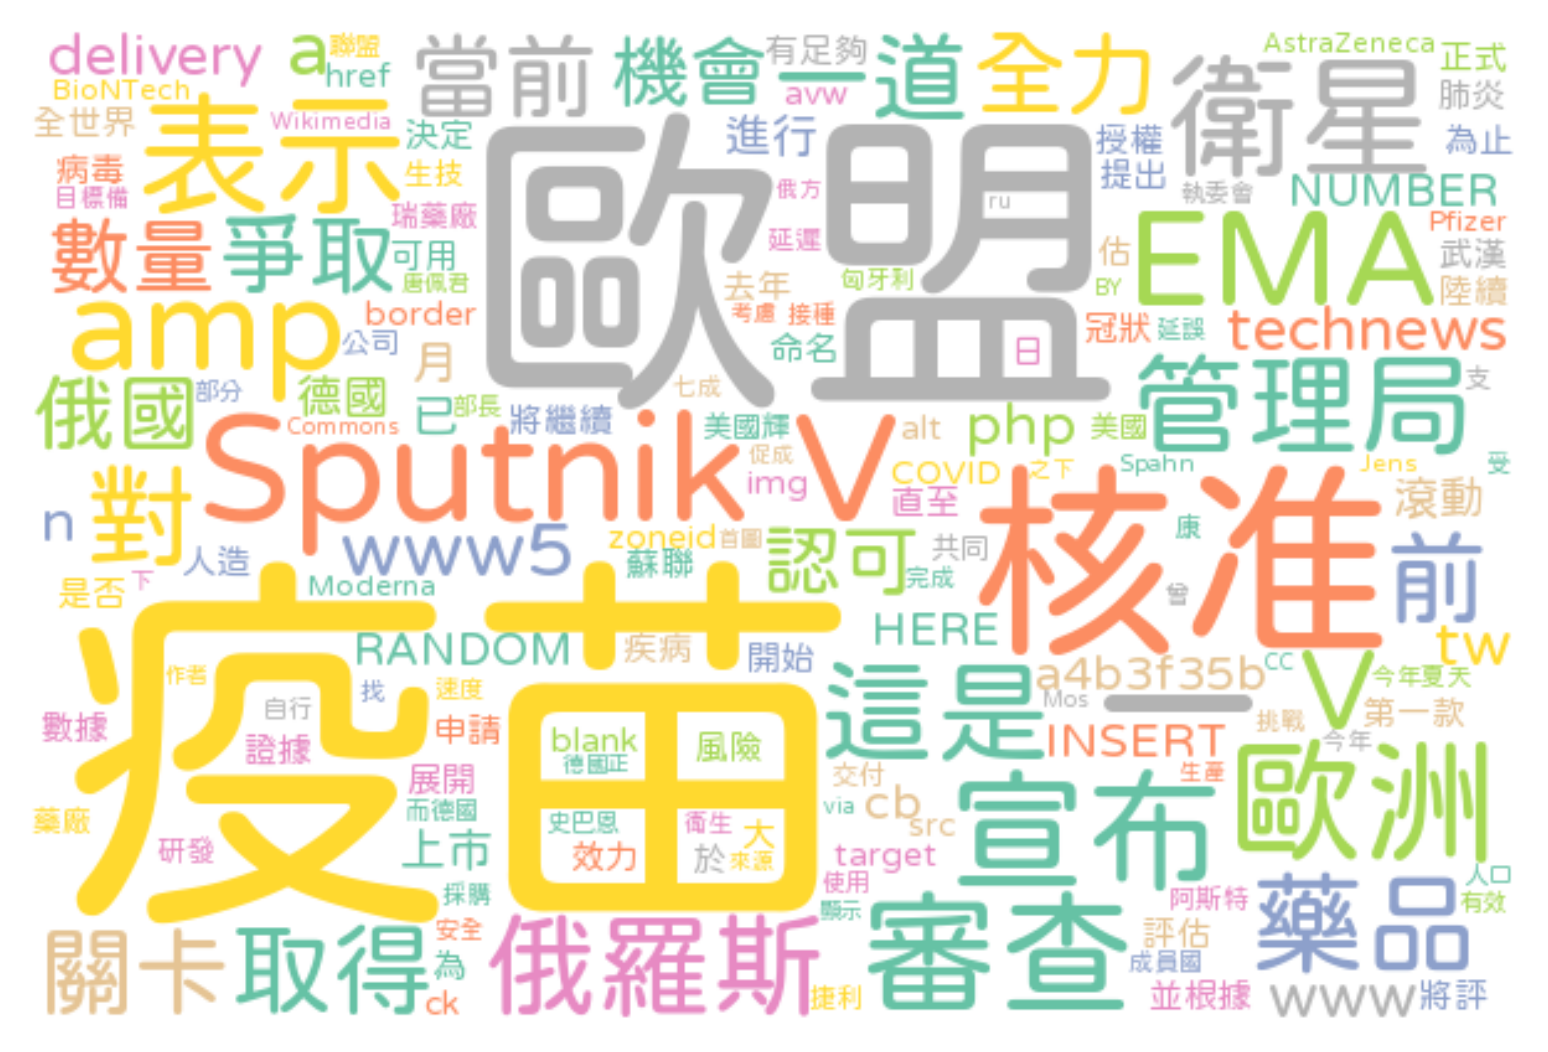 delivery a 聯盟 當前 機會 有足夠 一道 全力 AstraZeneca 正式
BioNTech href avw 衛星 肺炎
全世界 表示 Wikimedia 決定 歐盟 進行 授權 為止
病毒 生技 俄方 提出 執委會 NUMBER
目標備 瑞藥廠 ru Pfizer
數量 爭取 可用 延遲 估 EMA 武漢
唐佩君 去年 匈牙利 BY 陸續
amp border 考慮 接種 冠狀 延誤 technews
公司 月 命名 日 管理局
俄國 部分 德國 已 部長 將繼續 七成 支
Commons 美國輝 alt php 美國
Sputnik V 促成 COVID 之下 Spahn Jens 受
對 img 直至 核准 滾動
n www5 zoneid 首圖 認可 共同 康 前
人造 蘇聯 完成
是否 下 Moderna 曾
疫苗 RANDOM 疾病 開始 HERE tw
作者 找 速度 這是 a4b3f35b CC V 今年夏天
自行 Mos 一 第一款
數據 證據 申請 blank 風險 INSERT 挑戰 今年
德國正 歐洲
展開 交付 生產
藥廠 而德國 史巴恩 衛生 大 via cb 宣布
研發 上市 效力 於 來源 src target
採購 使用 阿斯特 藥品 人口
顯示 審查 有效
關卡 取得 安全 俄羅斯 評估
為 成員國
ck 捷利 並根據 www 將評